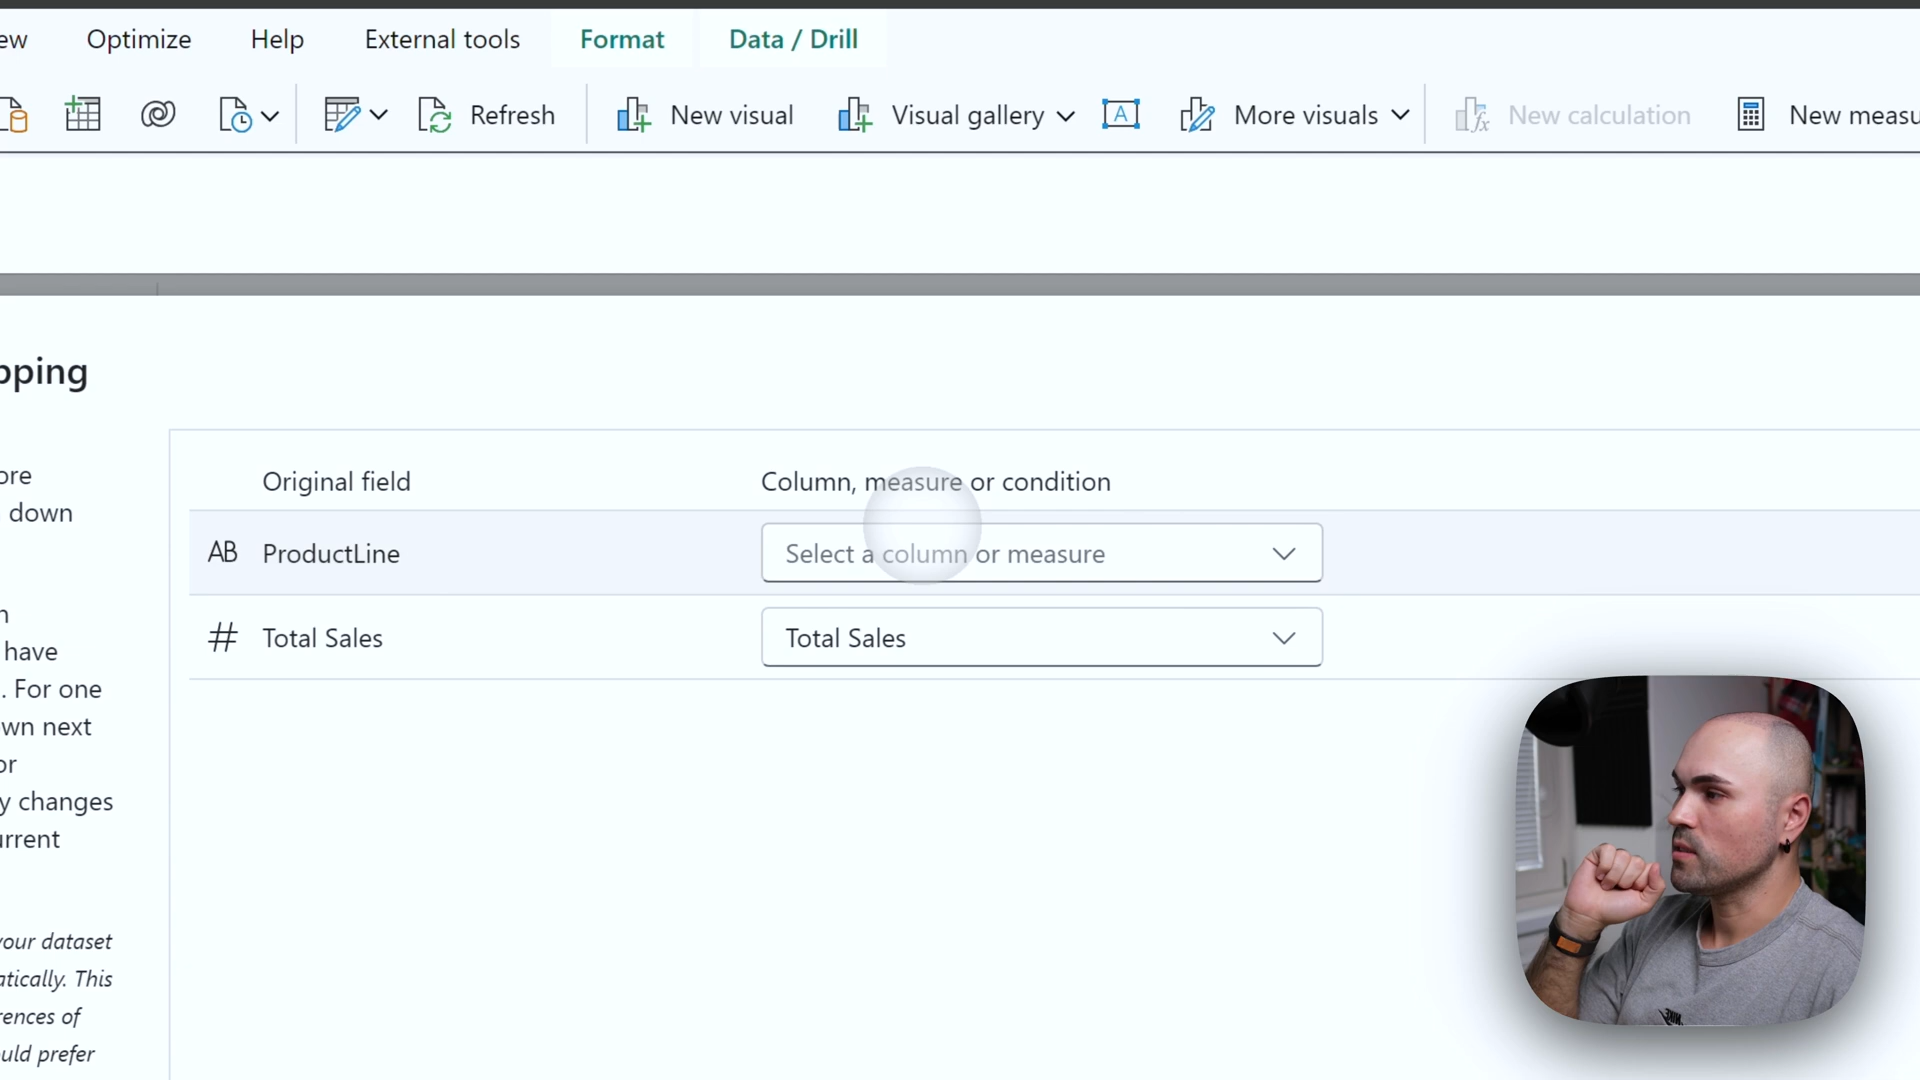 ew Optimize Help External tools Format Data / Drill
Refresh New visual Visual gallery A More visuals New calculation New measu
pping
ore
down
n
have
. For one
wn next
or
y changes
urrent
your dataset
atically. This
rences of
uld prefer
Original field Column, measure or condition
AB ProductLine Select a column or measure
# Total Sales Total Sales